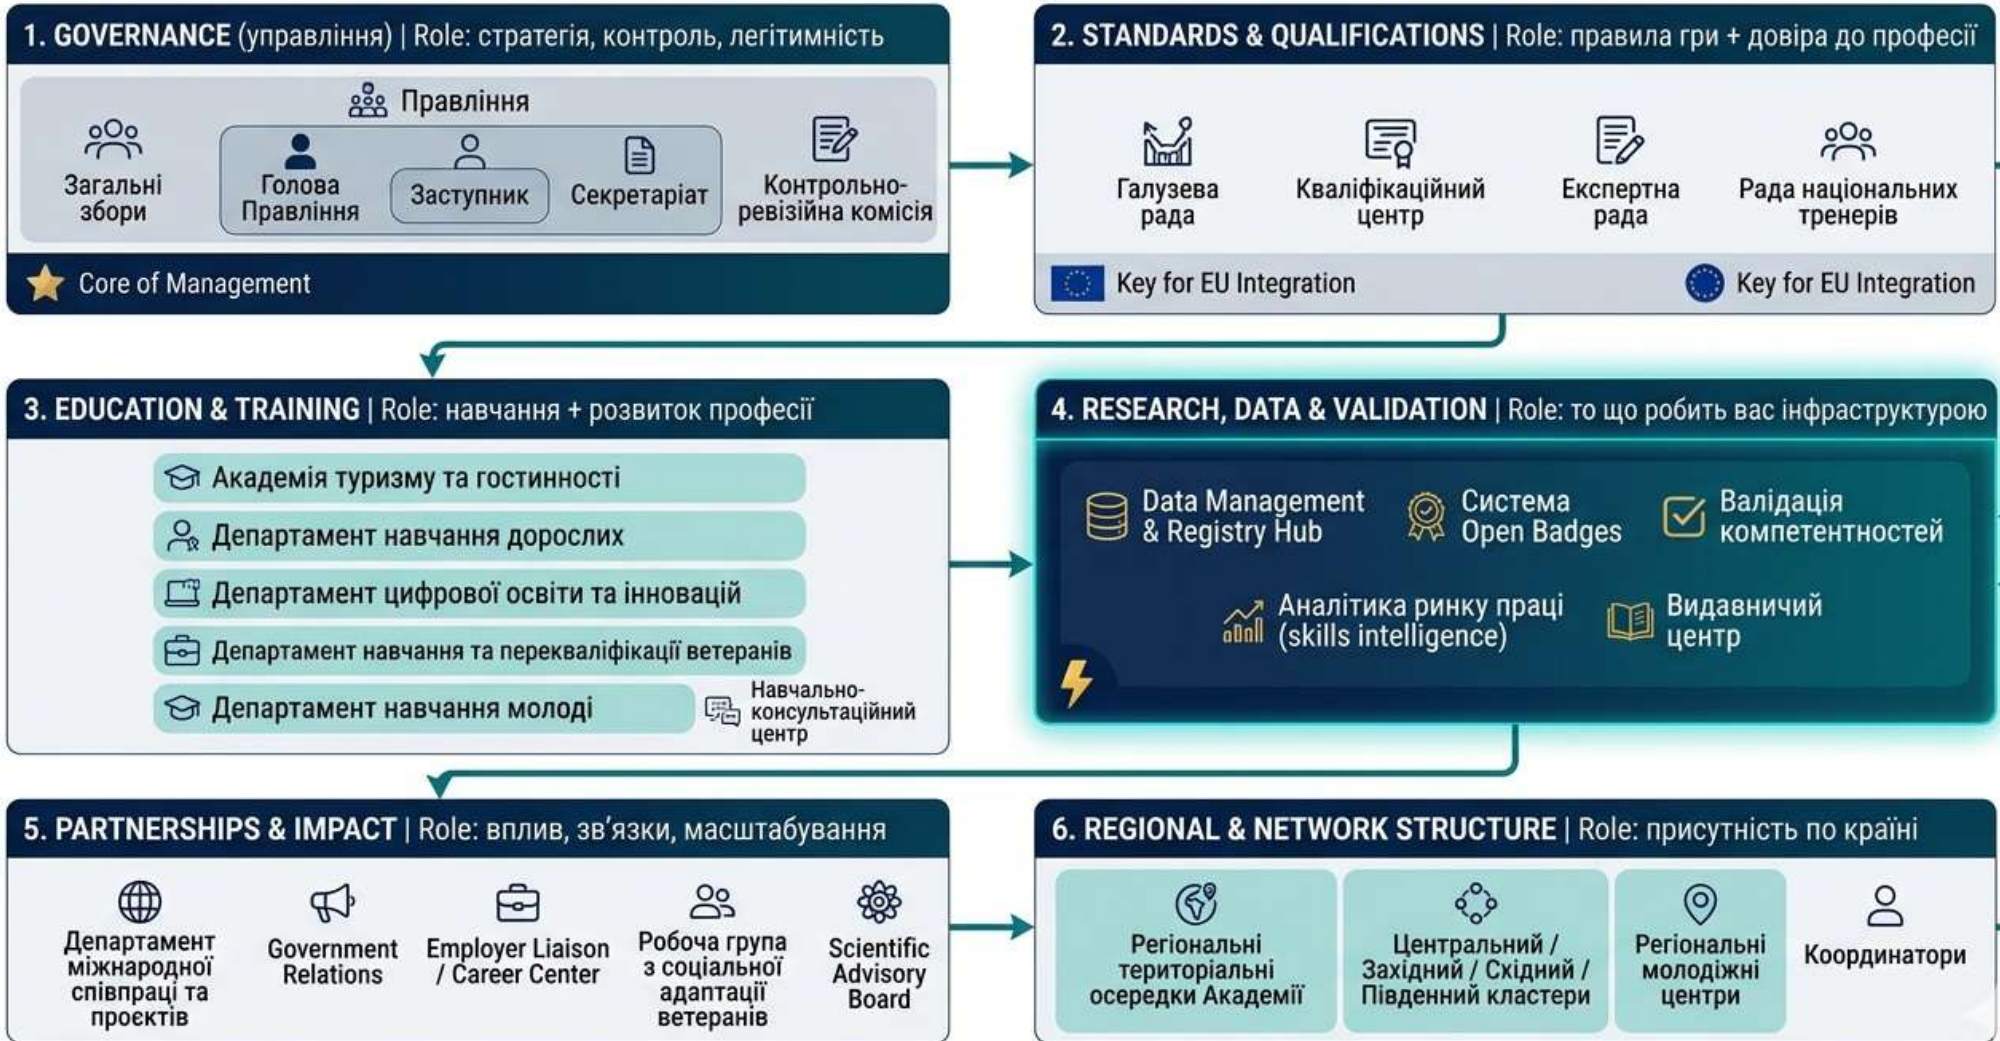 1. GOVERNANCE (управління) | Role: стратегія, контроль, легітимність
Правління
Загальні
збори
Голова
Правління
Заступник
Секретаріат
Контрольно-
ревізійна комісія
Core of Management
2. STANDARDS & QUALIFICATIONS | Role: правила гри + довіра до професії
Галузева
рада
Кваліфікаційний
центр
Експертна
рада
Рада національних
тренерів
Key for EU Integration
Key for EU Integration
3. EDUCATION & TRAINING | Role: навчання + розвиток професії
Академія туризму та гостинності
Департамент навчання дорослих
Департамент цифрової освіти та інновацій
Департамент навчання та перекваліфікації ветеранів
Департамент навчання молоді
Навчально-
консультаційний
центр
4. RESEARCH, DATA & VALIDATION | Role: то що робить вас інфраструктурою
Data Management
& Registry Hub
Система
Open Badges
Валідація
компетентностей
Аналітика ринку праці
(skills intelligence)
Видавничий
центр
5. PARTNERSHIPS & IMPACT | Role: вплив, зв'язки, масштабування
Департамент
міжнародної
співпраці та
проєктів
Government
Relations
Employer Liaison
/ Career Center
Робоча група
з соціальної
адаптації
ветеранів
Scientific
Advisory
Board
6. REGIONAL & NETWORK STRUCTURE | Role: присутність по країні
Регіональні
територіальні
осередки Академії
Центральний /
Західний / Східний /
Південний кластери
Регіональні
молодіжні
центри
Координатори